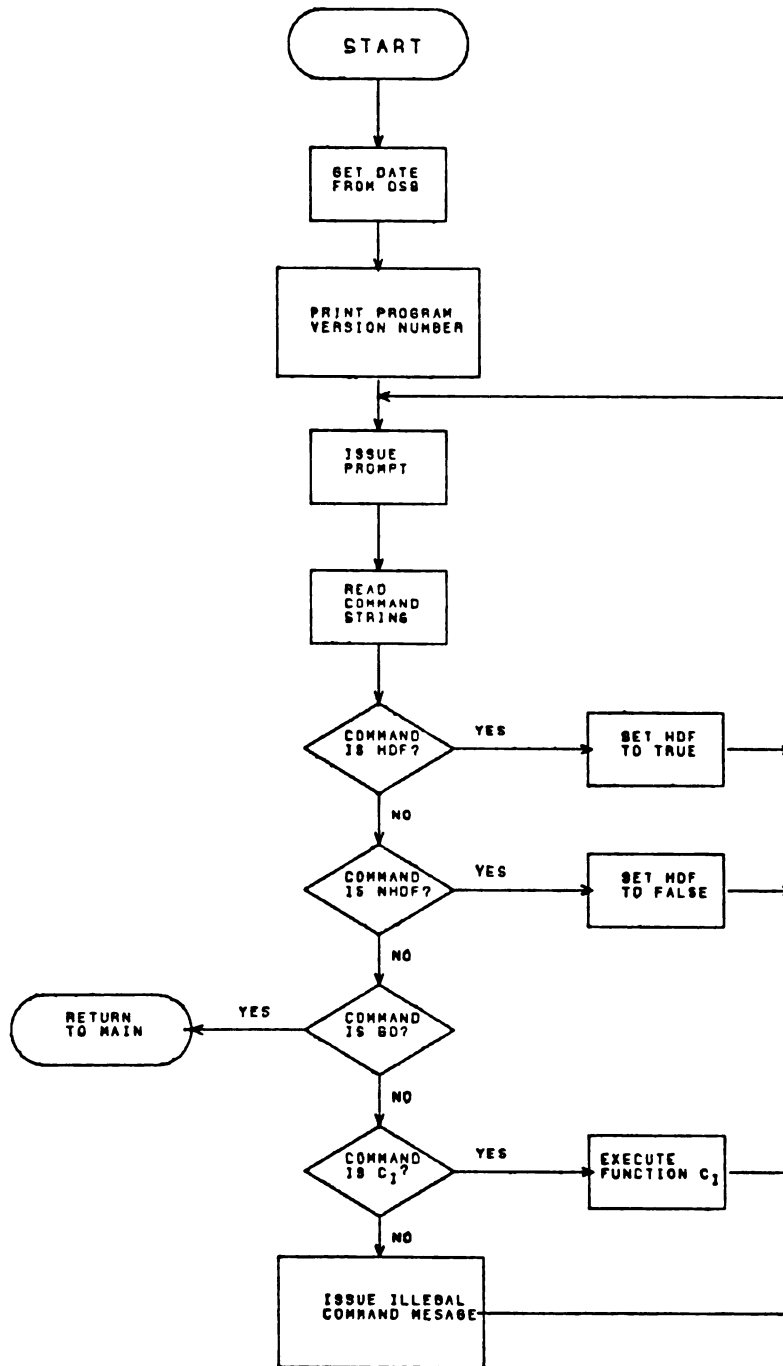 START
GET DATE
FROM OS8
PRINT PROGRAM
VERSION NUMBER
ISSUE
PROMPT
READ
COMMAND
STRING
COMMAND
IS HDF?
YES
SET HDF
TO TRUE
NO
COMMAND
IS NHDF?
YES
SET HDF
TO FALSE
NO
COMMAND
IS GO?
YES
RETURN
TO MAIN
NO
COMMAND
IS C_I?
YES
EXECUTE
FUNCTION C_I
NO
ISSUE ILLEGAL
COMMAND MESAGE